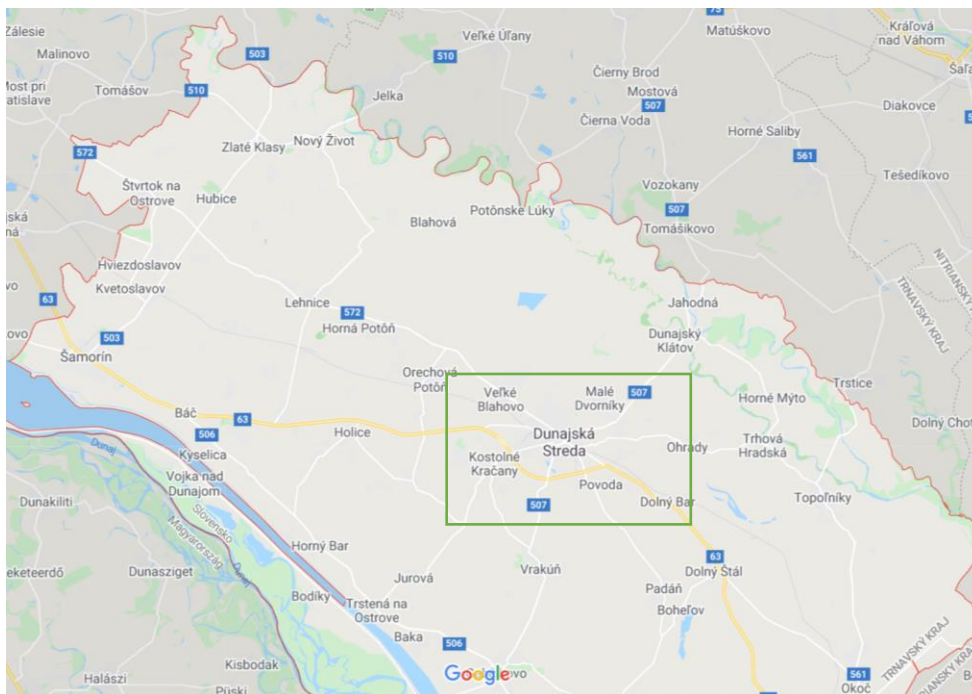 75
Zálesie
503
Veľké Úľany
Matúškovo
Kráľová
nad Váhom
Malinovo
510
Čierny Brod
Mostová
Most pri
Tomášov
510
Jelka
507
Diakovce
Čierna Voda
Horné Saliby
Zlaté Klasy
Nový Život
572
561
Štvrtok na
Ostrove
Hubice
Vozokany
Tešedíkovo
507
Potônske Lúky
Blahová
Tomášikovo
NITRIANSKY
TRNAVSKÝ KRAJ
Hviezdoslavov
Kvetoslavov
63
Lehnice
Jahodná
572
Horná Potôň
Dunajský
Klátov
503
Šamorín
Orechová
Potôň
Trstice
Veľké
Blahovo
Malé
Dvorníky
507
Horné Mýto
Báč
63
Dolný Chot
506
Holice
Dunajská
Streda
Ohrady
Trhová
Hradská
Dunaj
Kyselica
Kostolné
Kračany
Vojka nad
Dunajom
Povoda
Topoľníky
Dunakiliti
507
Dolný Bar
Slovensko
Magyarország
Dunaj
Horný Bar
63
Dunasziget
Vrakúň
Dolný Štál
Jurová
Padáň
Bodíky
Trstená na
Ostrove
Boheľov
Baka
506
TRNAVSKÝ KRAJ
Kisbodak
Google
561
TRNAVSKÝ KRAJ
Halászi
Püski
Okoč